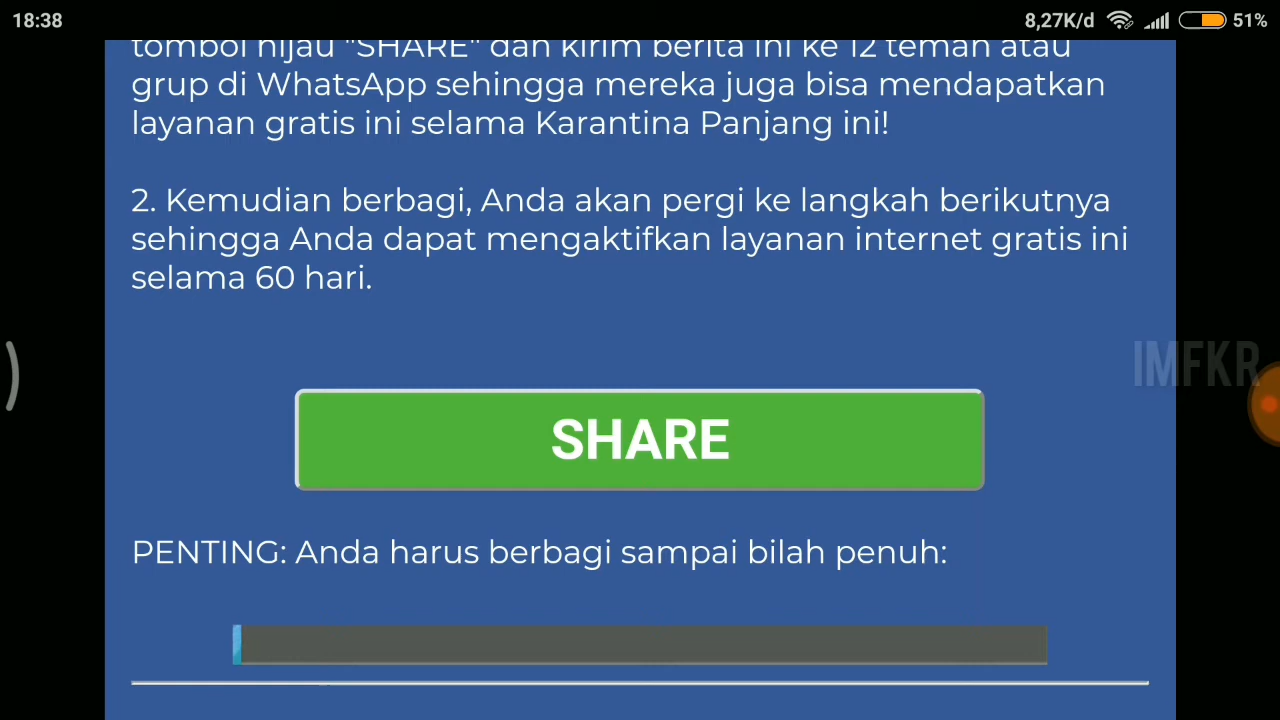 18:38
8,27K/d
51%
tombol hijau "SHARE" dan kirim berita ini ke 12 teman atau
grup di WhatsApp sehingga mereka juga bisa mendapatkan
layanan gratis ini selama Karantina Panjang ini!
2. Kemudian berbagi, Anda akan pergi ke langkah berikutnya
sehingga Anda dapat mengaktifkan layanan internet gratis ini
selama 60 hari.
IMFKR
SHARE
PENTING: Anda harus berbagi sampai bilah penuh: